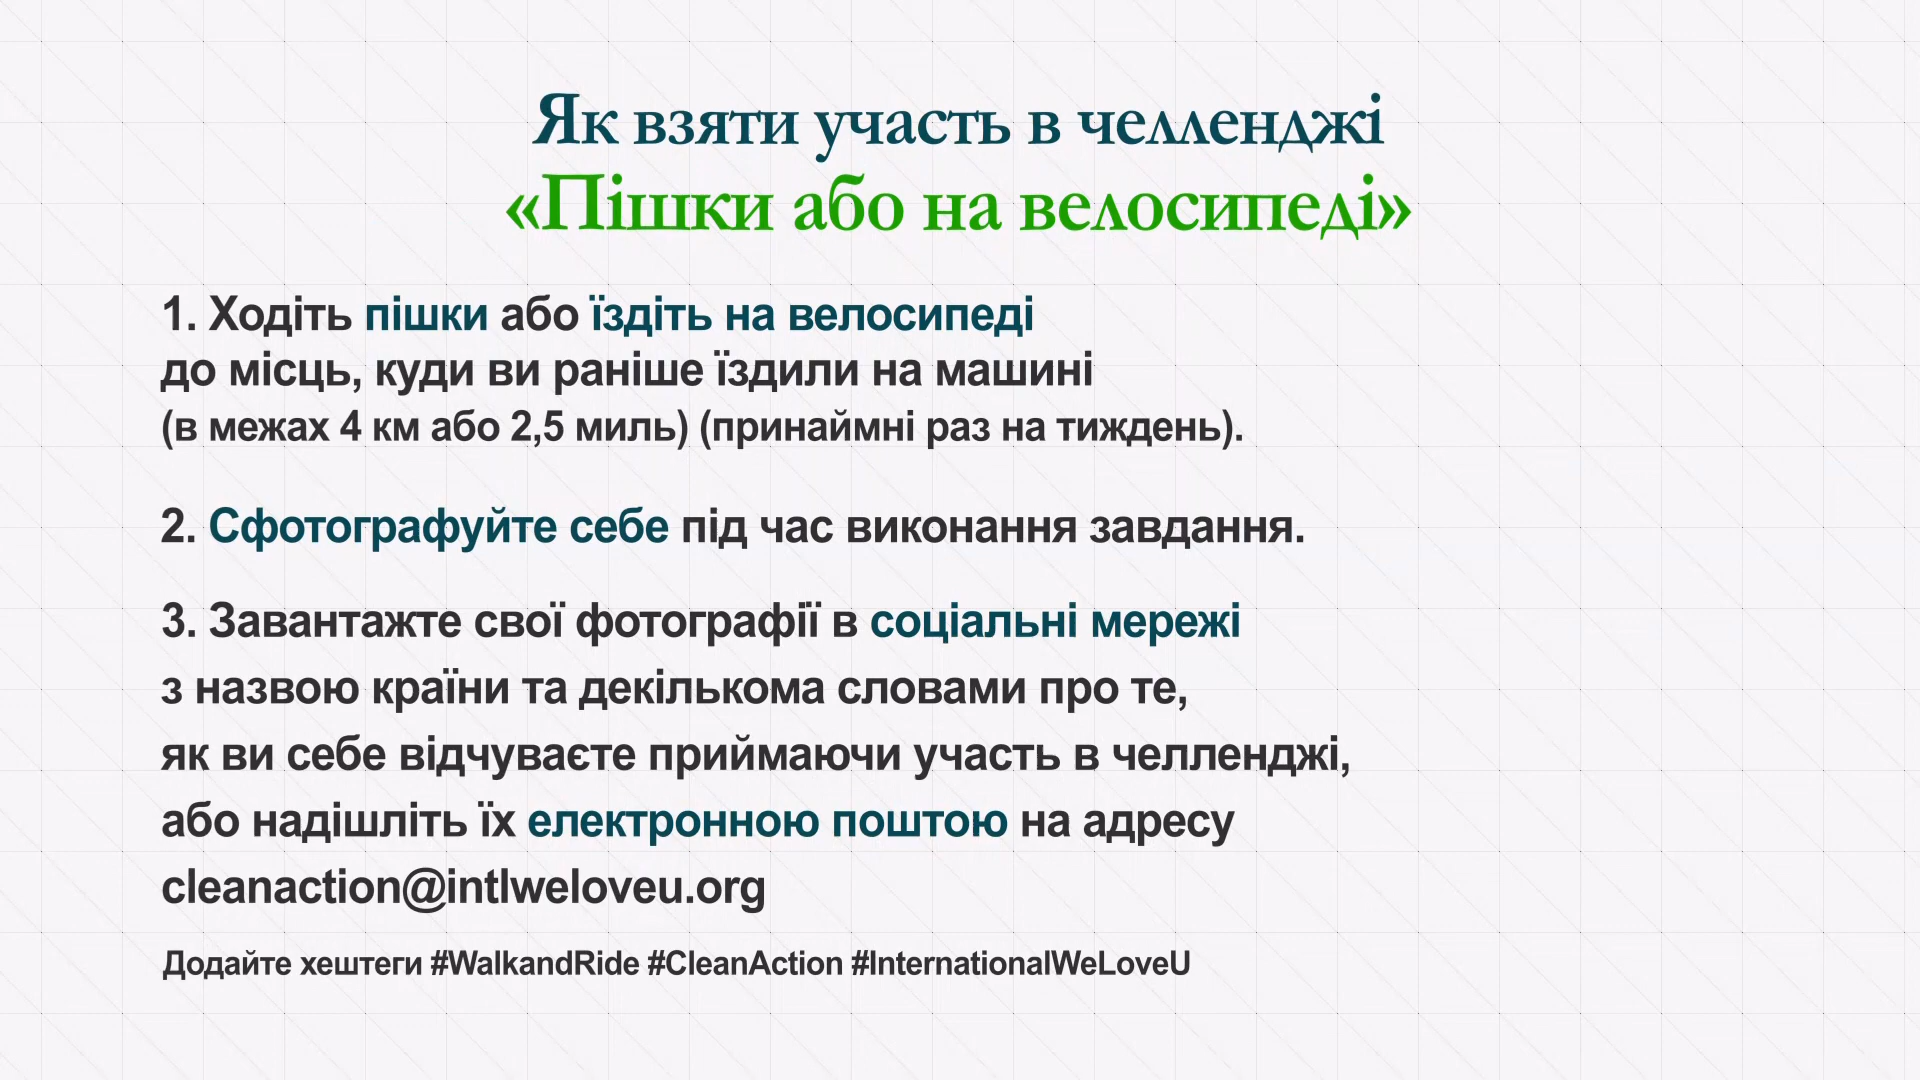 Як взяти участь в челленджі
«Пішки або на велосипеді»
1. Ходіть пішки або їздіть на велосипеді
до місць, куди ви раніше їздили на машині
(в межах 4 км або 2,5 миль) (принаймні раз на тиждень).
2. Сфотографуйте себе під час виконання завдання.
3. Завантажте свої фотографії в соціальні мережі
з назвою країни та декількома словами про те,
як ви себе відчуваєте приймаючи участь в челленджі,
або надішліть їх електронною поштою на адресу
cleanaction@intlweloveu.org
Додайте хештеги #WalkandRide #CleanAction #InternationalWeLoveU